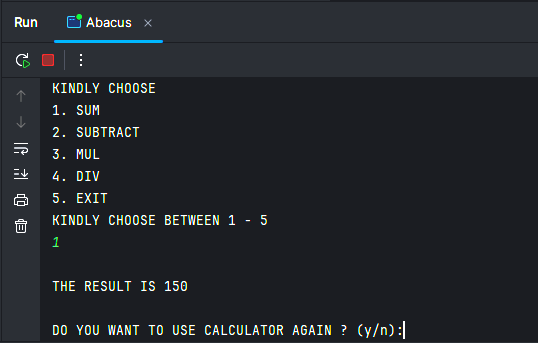 Run
Abacus
KINDLY CHOOSE
1. SUM
2. SUBTRACT
3. MUL
4. DIV
5. EXIT
KINDLY CHOOSE BETWEEN 1 - 5
1
THE RESULT IS 150
DO YOU WANT TO USE CALCULATOR AGAIN ? (y/n):